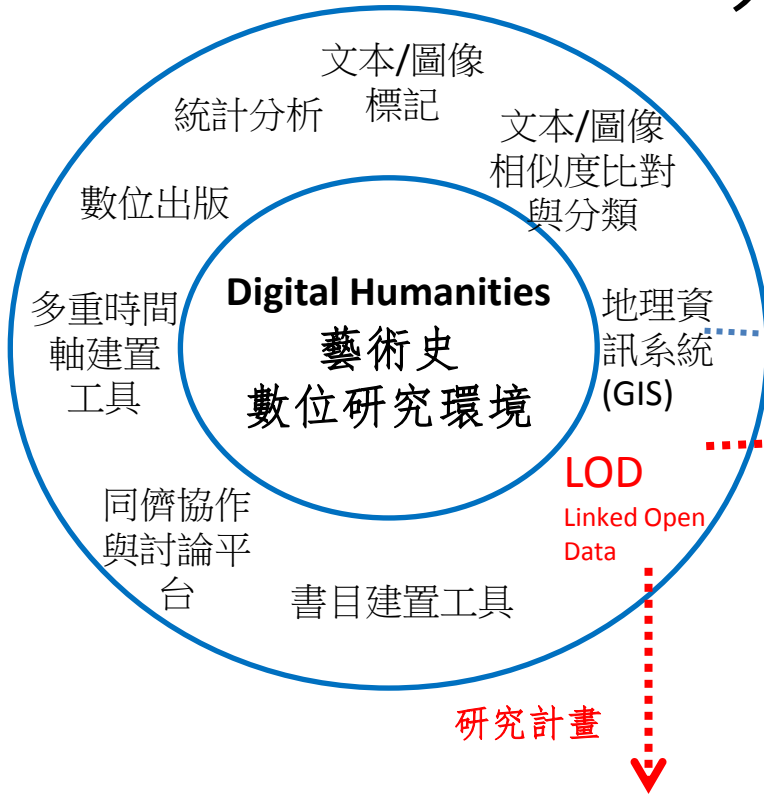 文本/圖像
標記
統計分析
文本/圖像
相似度比對
與分類
數位出版
Digital Humanities
藝術史
數位研究環境
多重時間
軸建置
工具
地理資
訊系統
(GIS)
LOD
Linked Open
Data
同儕協作
與討論平
台
書目建置工具
研究計畫